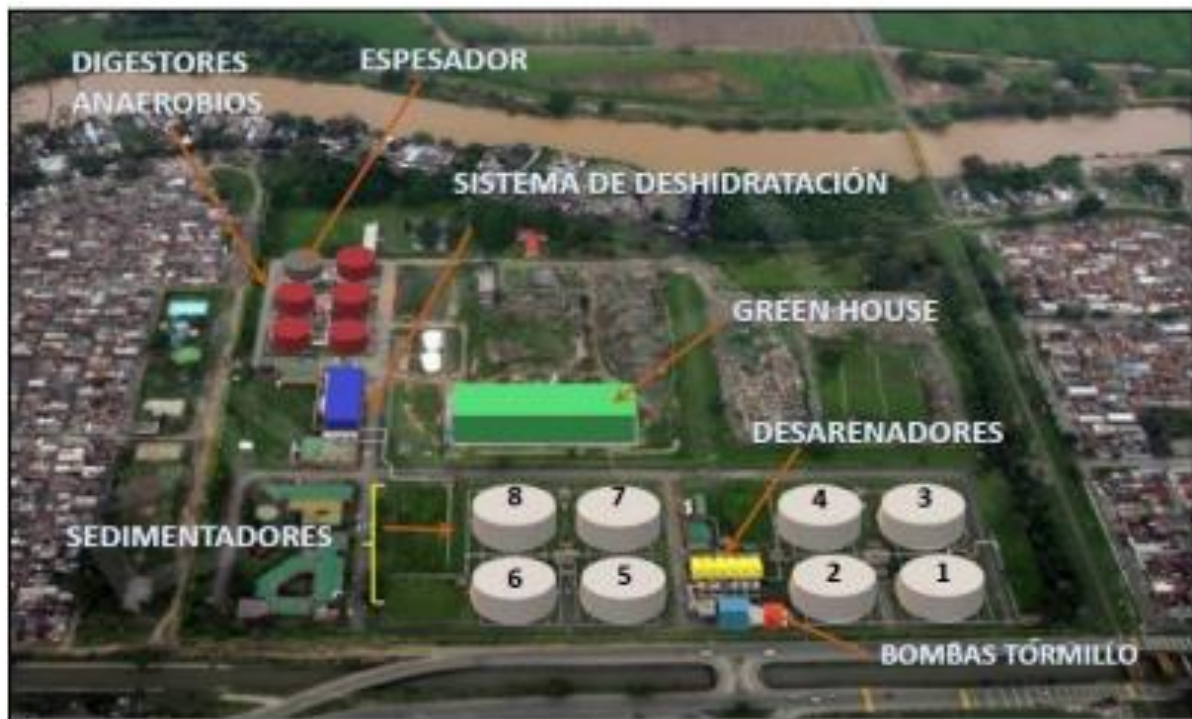 DIGESTORES
ANAEROBIOS
ESPESADOR
SISTEMA DE DESHIDRATACIÓN
GREEN HOUSE
DESARENADORES
SEDIMENTADORES
8
7
4
3
6
5
2
1
BOMBAS TORMILLO